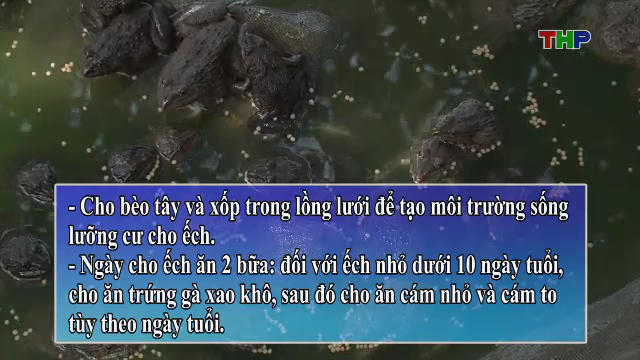 THP
- Cho bèo tây và xốp trong lồng lưới để tạo môi trường sống
lưỡng cư cho ếch.
- Ngày cho ếch ăn 2 bữa: đối với ếch nhỏ dưới 10 ngày tuổi,
cho ăn trứng gà xao khô, sau đó cho ăn cám nhỏ và cám to
tùy theo ngày tuổi.